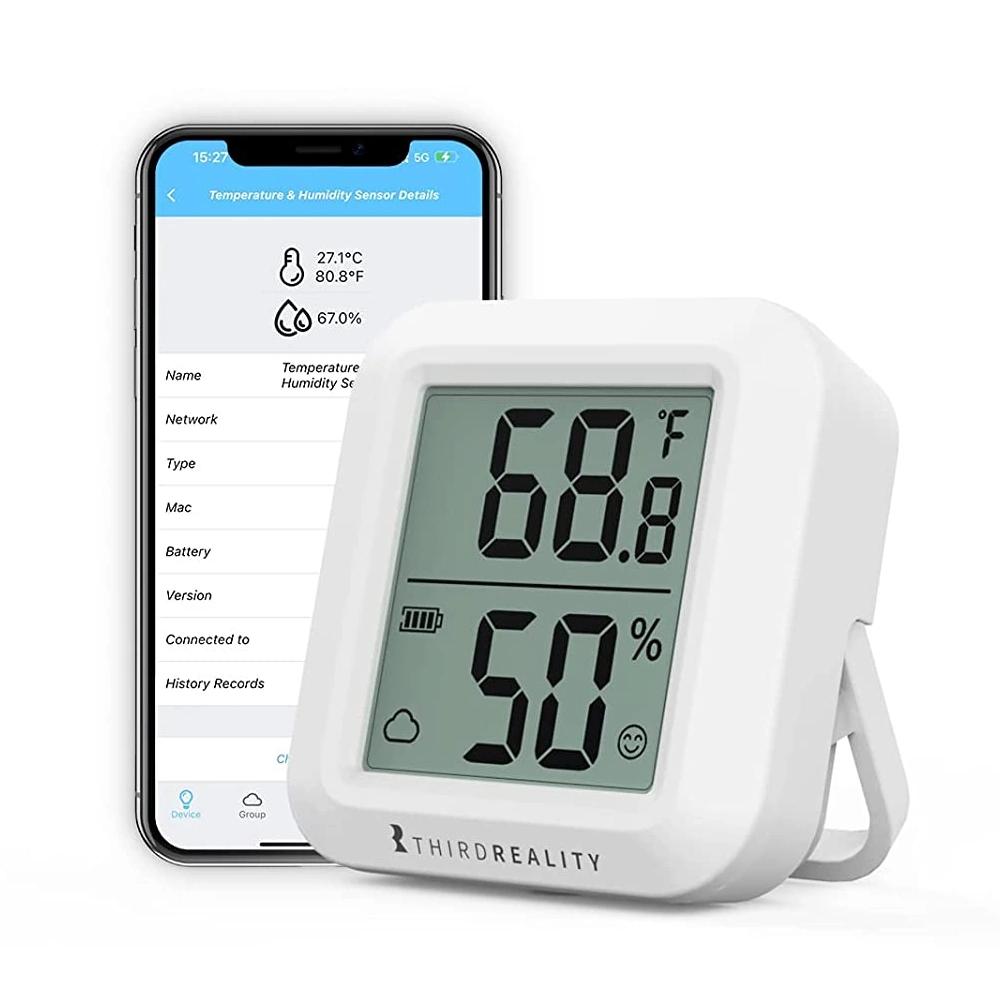 15:27
5G
Temperature & Humidity Sensor Details
27.1°C
80.8°F
67.0%
Name
Temperature
Humidity
Network
Type
Mac
Battery
Version
Connected to
History Records
Device
Group
68.8 °F
50 %
THIRDREALITY